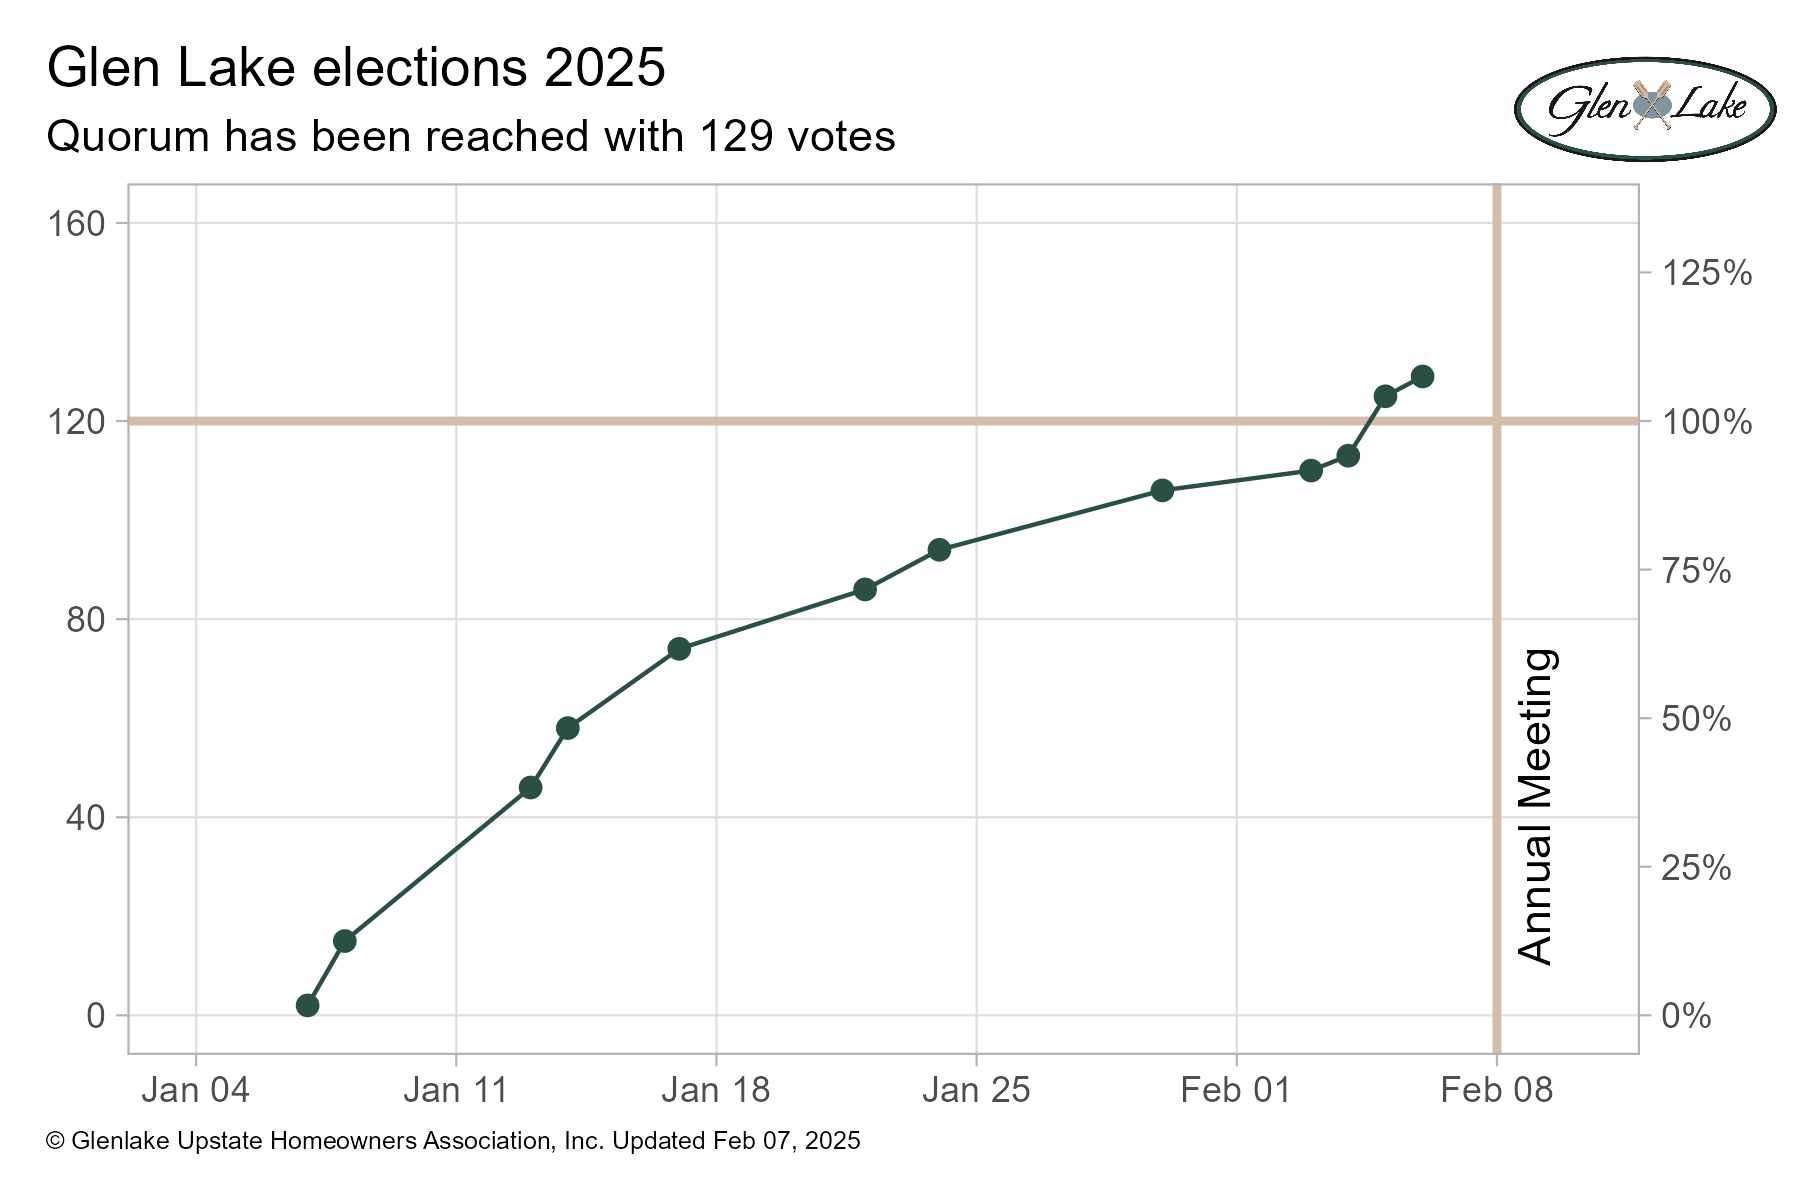 Glen Lake elections 2025
Quorum has been reached with 129 votes
Glen Lake
160
120
80
40
0
125%
100%
75%
50%
25%
0%
Annual Meeting
Jan 04
Jan 11
Jan 18
Jan 25
Feb 01
Feb 08
© Glenlake Upstate Homeowners Association, Inc. Updated Feb 07, 2025